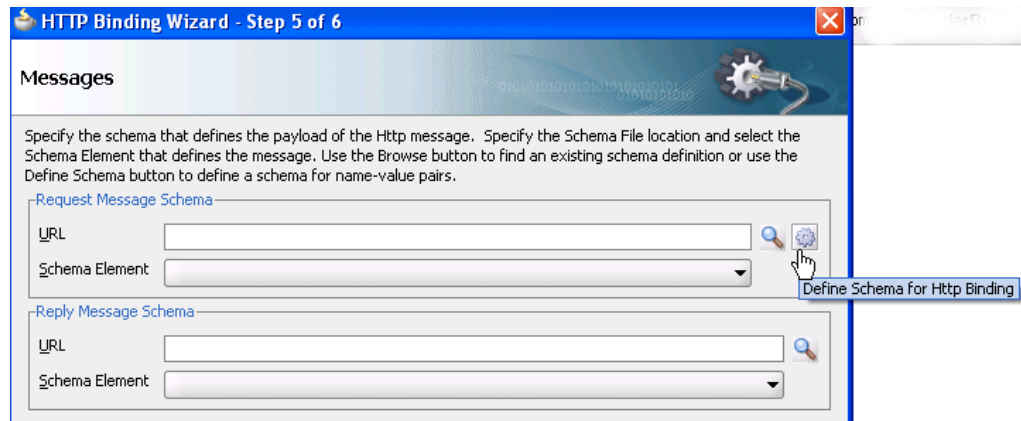 HTTP Binding Wizard - Step 5 of 6
Messages
Specify the schema that defines the payload of the Http message. Specify the Schema File location and select the
Schema Element that defines the message. Use the Browse button to find an existing schema definition or use the
Define Schema button to define a schema for name-value pairs.
Request Message Schema
URL
Schema Element
Define Schema for Http Binding
Reply Message Schema
URL
Schema Element